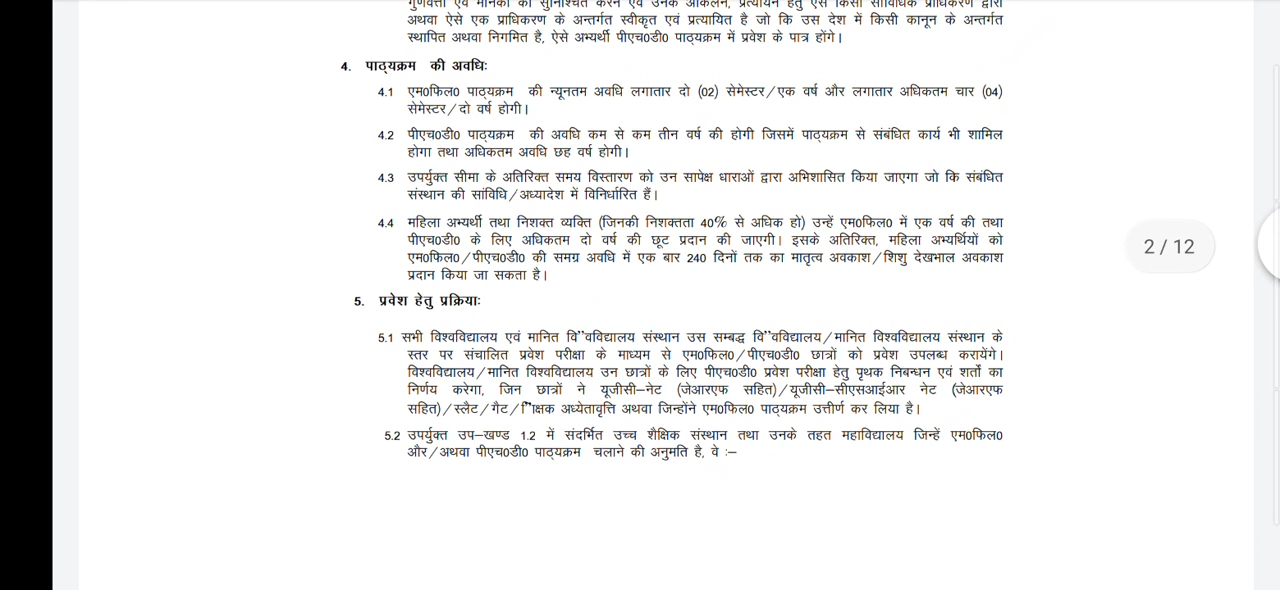 गुणवत्ता एवं मानकों को सुनिश्चित करने एवं उनके आकलन, प्रत्यायन हेतु ऐसे किसी सांविधिक प्राधिकरण द्वारा
अथवा ऐसे एक प्राधिकरण के अन्तर्गत स्वीकृत एवं प्रत्यायित है जो कि उस देश में किसी कानून के अन्तर्गत
स्थापित अथवा निगमित है, ऐसे अभ्यर्थी पीएच0डी0 पाठ्यक्रम में प्रवेश के पात्र होंगे।
4. पाठ्यक्रम की अवधिः
4.1 एम0फिल0 पाठ्यक्रम की न्यूनतम अवधि लगातार दो (02) सेमेस्टर/एक वर्ष और लगातार अधिकतम चार (04)
सेमेस्टर/दो वर्ष होगी।
4.2 पीएच0डी0 पाठ्यक्रम की अवधि कम से कम तीन वर्ष की होगी जिसमें पाठ्यक्रम से संबंधित कार्य भी शामिल
होगा तथा अधिकतम अवधि छह वर्ष होगी।
4.3 उपर्युक्त सीमा के अतिरिक्त समय विस्तारण को उन सापेक्ष धाराओं द्वारा अभिशासित किया जाएगा जो कि संबंधित
संस्थान की सांविधि/अध्यादेश में विनिर्धारित हैं।
4.4 महिला अभ्यर्थी तथा निशक्त व्यक्ति (जिनकी निशक्तता 40% से अधिक हो) उन्हें एम0फिल0 में एक वर्ष की तथा
पीएच0डी0 के लिए अधिकतम दो वर्ष की छूट प्रदान की जाएगी। इसके अतिरिक्त, महिला अभ्यर्थियों को
एम0फिल0/पीएच0डी0 की समग्र अवधि में एक बार 240 दिनों तक का मातृत्व अवकाश/शिशु देखभाल अवकाश
प्रदान किया जा सकता है।
2 / 12
5. प्रवेश हेतु प्रक्रियाः
5.1 सभी विश्वविद्यालय एवं मानित वि”वविद्यालय संस्थान उस सम्बद्ध वि”वविद्यालय/मानित विश्वविद्यालय संस्थान के
स्तर पर संचालित प्रवेश परीक्षा के माध्यम से एम0फिल0/पीएच0डी0 छात्रों को प्रवेश उपलब्ध करायेंगे।
विश्वविद्यालय/मानित विश्वविद्यालय उन छात्रों के लिए पीएच0डी0 प्रवेश परीक्षा हेतु पृथक निबन्धन एवं शर्तों का
निर्णय करेगा, जिन छात्रों ने यूजीसी–नेट (जेआरएफ सहित)/यूजीसी–सीएसआईआर नेट (जेआरएफ
सहित)/स्लैट/गैट/ि”ाक्षक अध्येतावृत्ति अथवा जिन्होंने एम0फिल0 पाठ्यक्रम उत्तीर्ण कर लिया है।
5.2 उपर्युक्त उप–खण्ड 1.2 में संदर्भित उच्च शैक्षिक संस्थान तथा उनके तहत महाविद्यालय जिन्हें एम0फिल0
और/अथवा पीएच0डी0 पाठ्यक्रम चलाने की अनुमति है, वे :–